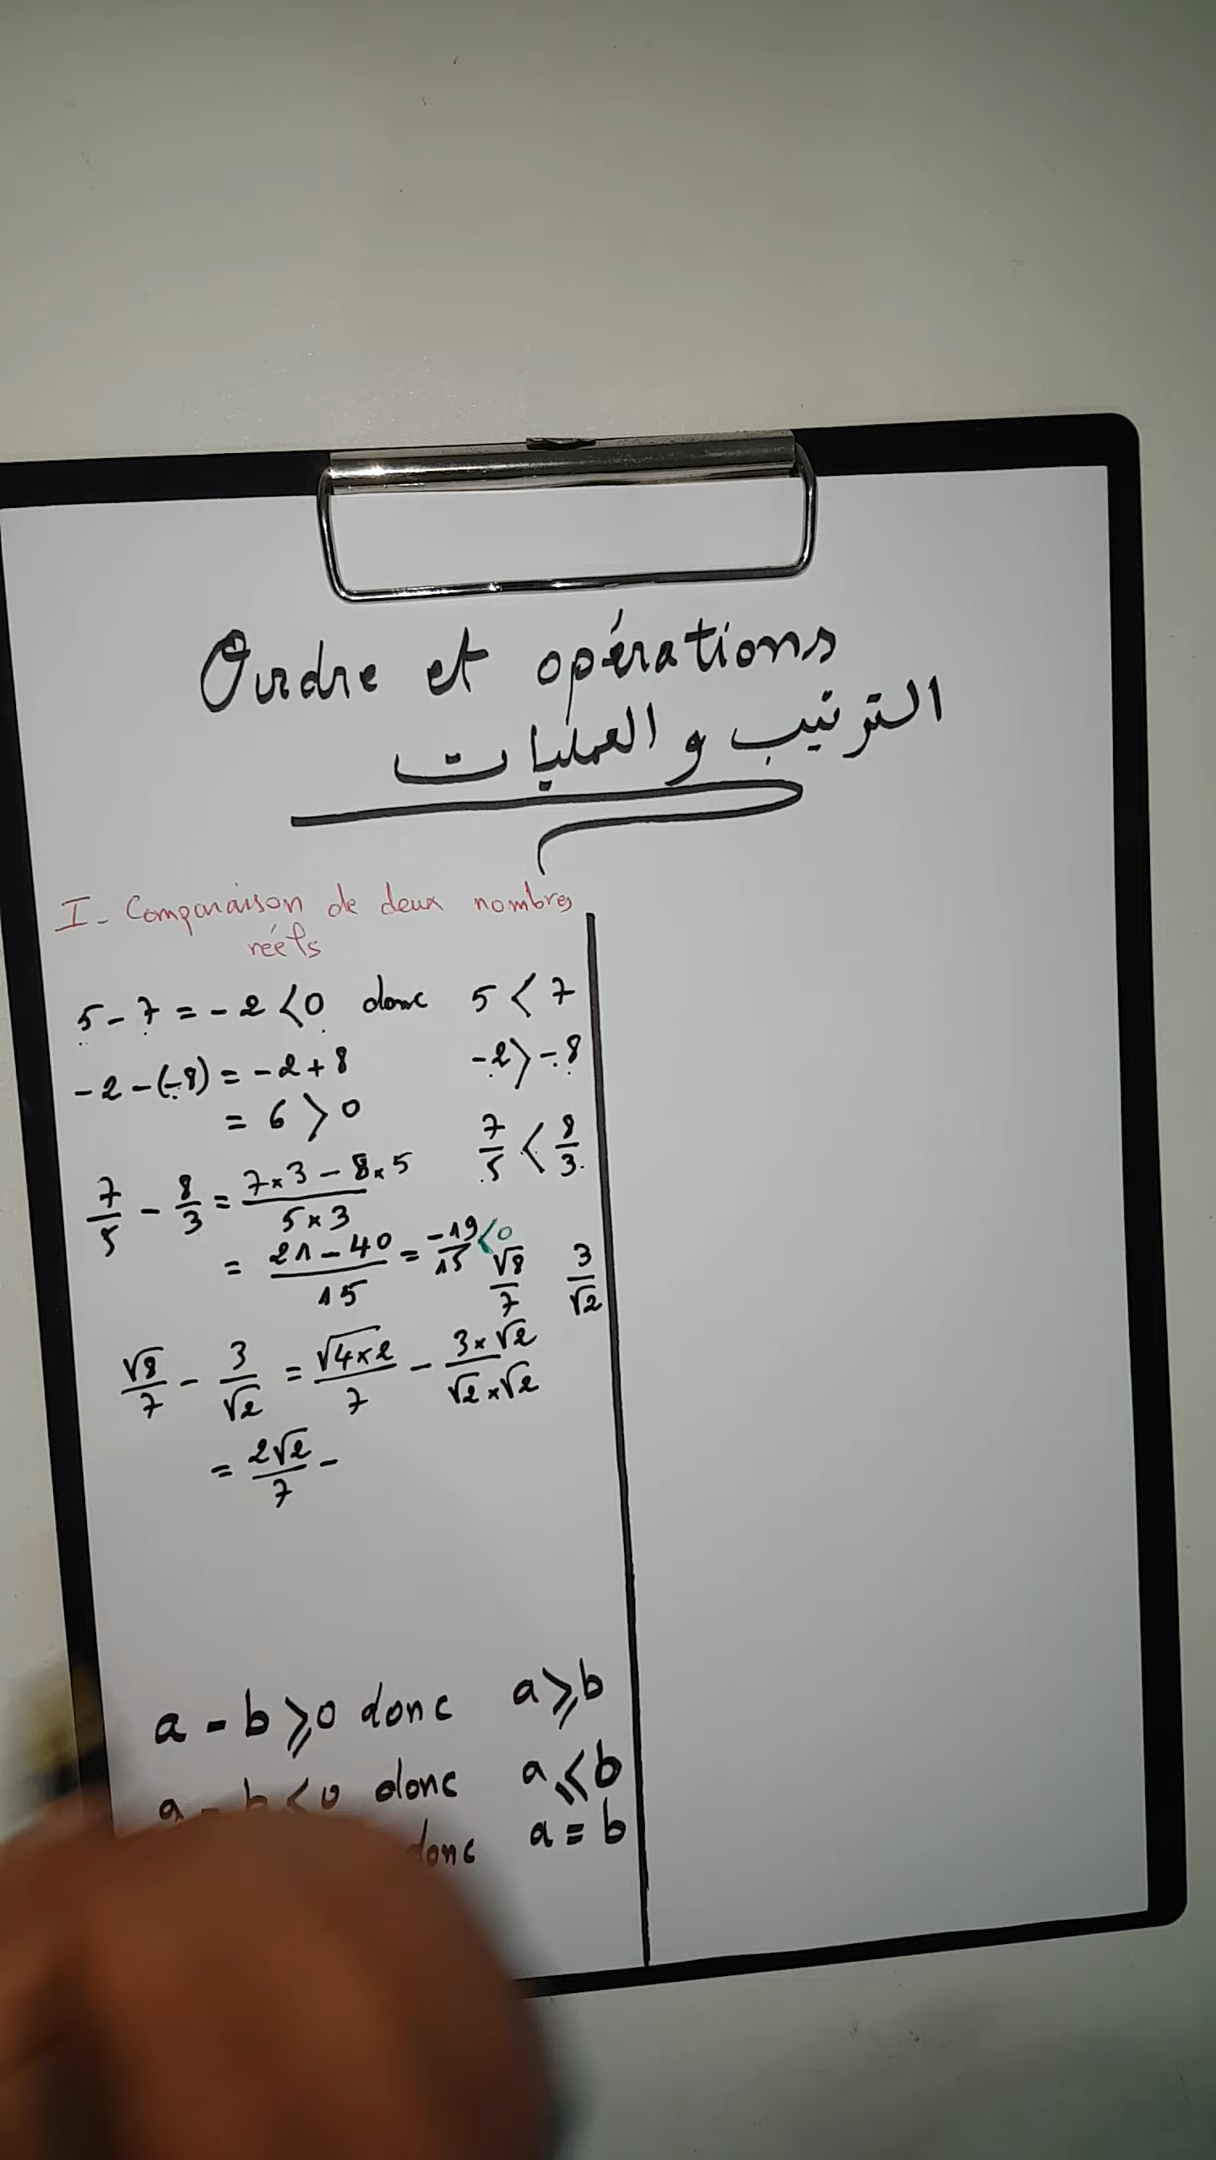 Ordre et opérations
الترتيب و العمليات
I - Comparaison de deux nombres
réels
5 - 7 = - 2 < 0 donc 5 < 7
-2 - (-8) = -2 + 8 -2 > -8
= 6 > 0
7/5 < 8/3
7/5 - 8/3 = (7×3 - 8×5)/(5×3)
= (21 - 40)/15 = -19/15 < 0
√8/7 3/√2
√8/7 - 3/√2 = √(4×2)/7 - (3×√2)/(√2×√2)
= 2√2/7 -
a - b ⩾ 0 donc a ⩾ b
a - b < 0 donc a ⩽ b
donc a = b